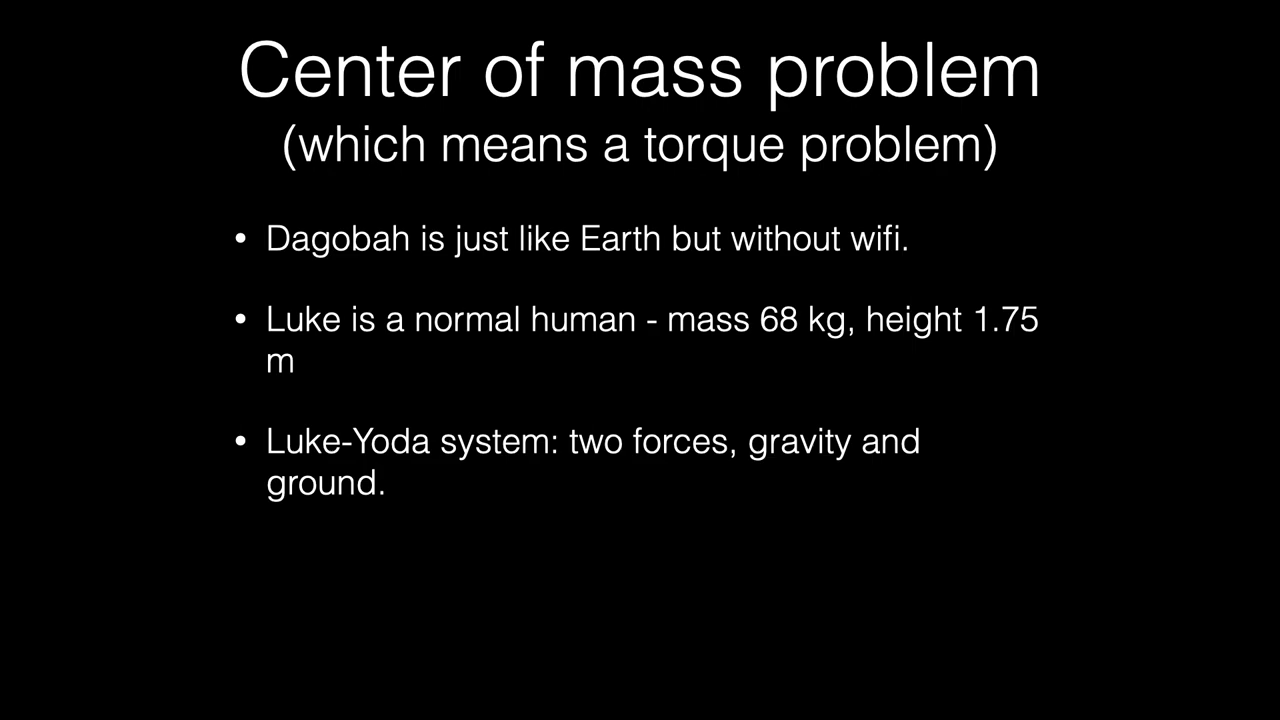 Center of mass problem
(which means a torque problem)
• Dagobah is just like Earth but without wifi.
• Luke is a normal human - mass 68 kg, height 1.75
m
• Luke-Yoda system: two forces, gravity and
ground.